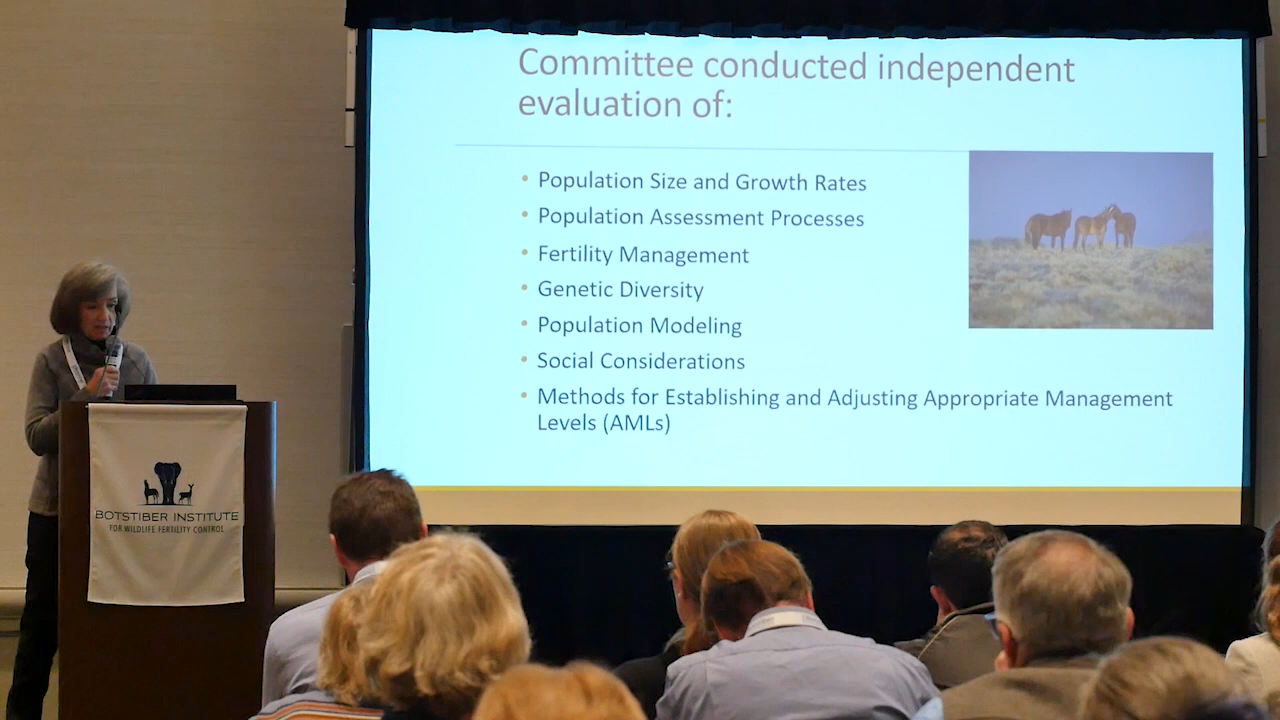 Committee conducted independent
evaluation of:
• Population Size and Growth Rates
• Population Assessment Processes
• Fertility Management
• Genetic Diversity
• Population Modeling
• Social Considerations
• Methods for Establishing and Adjusting Appropriate Management
Levels (AMLs)
BOTSTIBER INSTITUTE
FOR WILDLIFE FERTILITY CONTROL